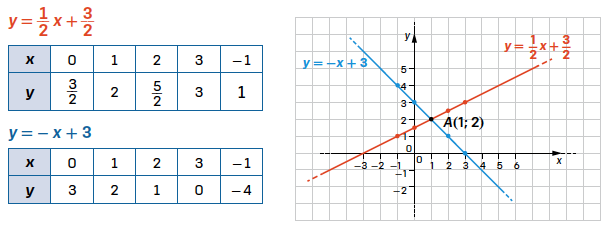 y = 1/2 x + 3/2
x 0 1 2 3 −1
y 3/2 2 5/2 3 1
y = − x + 3
x 0 1 2 3 −1
y 3 2 1 0 −4
y
y = −x + 3
y = 1/2 x + 3/2
5
4
3
2
A(1; 2)
1
0
−3 −2 −1 0 1 2 3 4 5 6 x
−1
−2